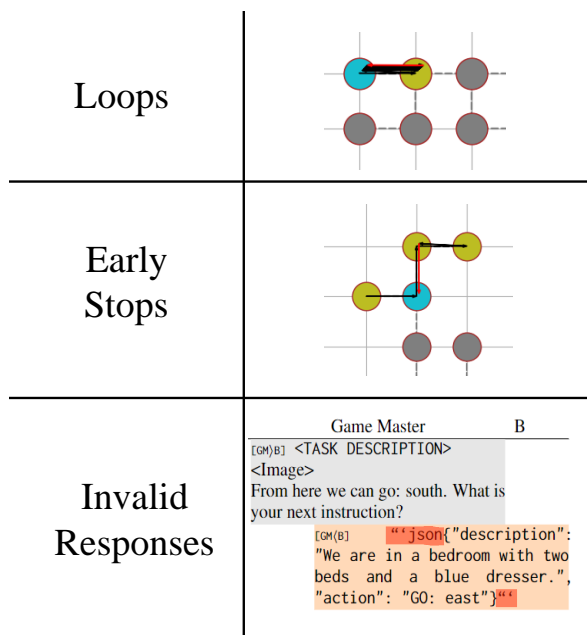 Loops
Early
Stops
Invalid
Responses
Game Master B
[GM⟩B] <TASK DESCRIPTION>
<Image>
From here we can go: south. What is
your next instruction?
[GM⟨B] “‘json{"description":
"We are in a bedroom with two
beds and a blue dresser.",
"action": "GO: east"}“‘